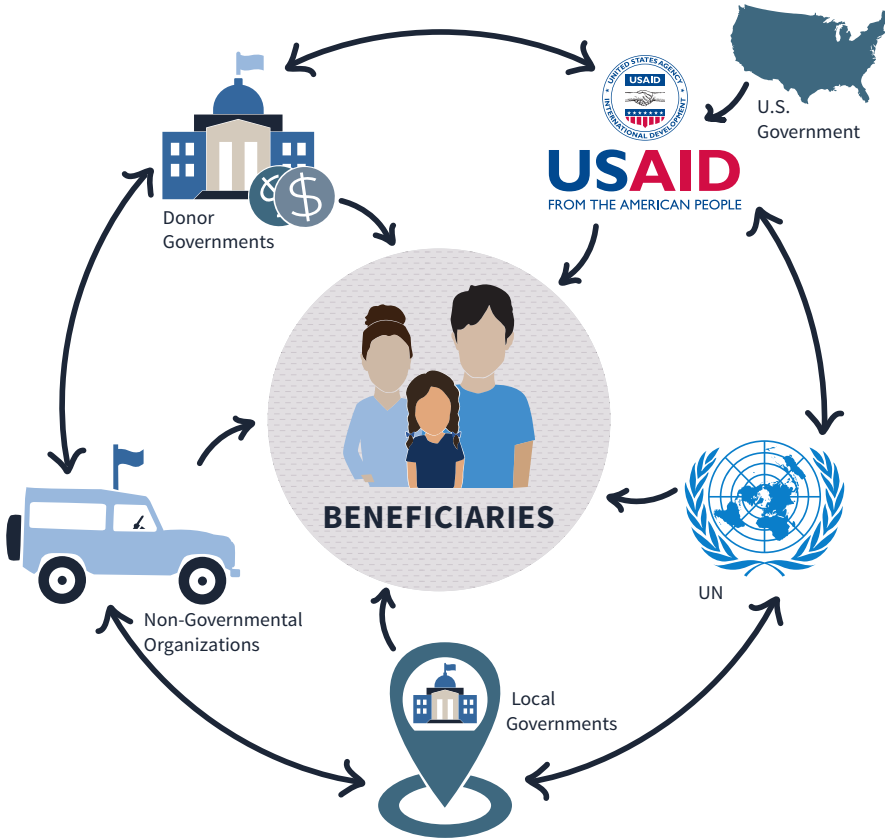 UNITED STATES AGENCY
USAID
INTERNATIONAL DEVELOPMENT
USAID
FROM THE AMERICAN PEOPLE
U.S.
Government
Donor
Governments
$
$
BENEFICIARIES
UN
Non-Governmental
Organizations
Local
Governments